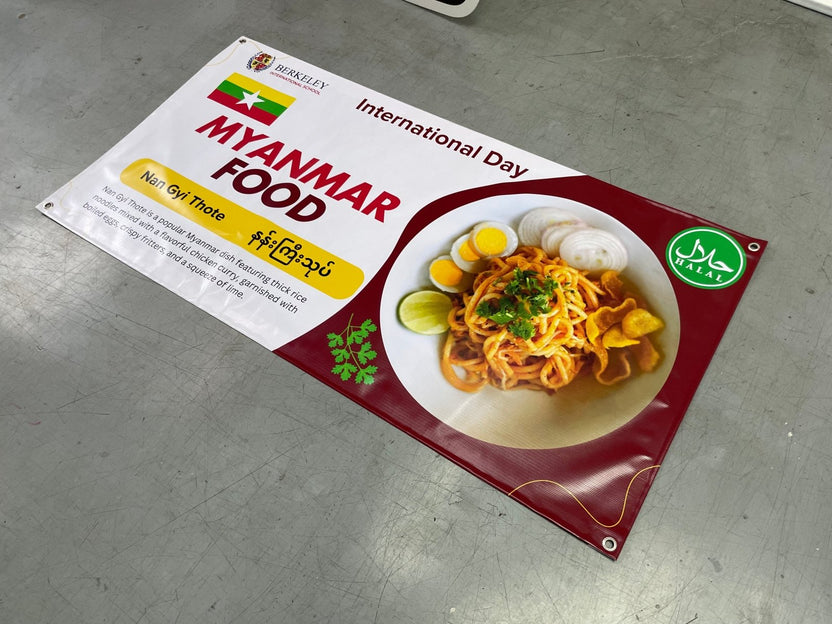 BERKELEY
INTERNATIONAL SCHOOL
International Day
MYANMAR
FOOD
Nan Gyi Thote
နန်းကြီးသုပ်
Nan Gyi Thote is a popular Myanmar dish featuring thick rice
noodles mixed with a flavorful chicken curry, garnished with
boiled eggs, crispy fritters, and a squeeze of lime.
حلال
HALAL